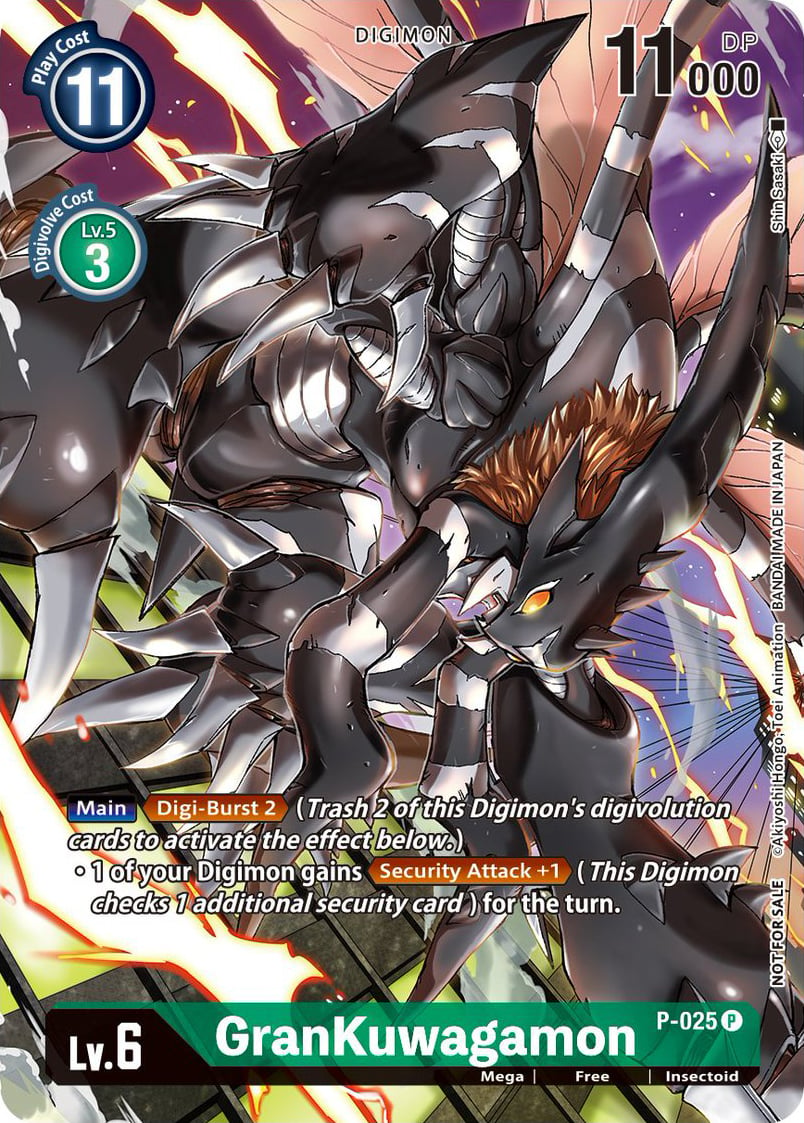 DIGIMON
Play Cost
11
11000
DP
Digivolve Cost
Lv.5
3
Shin Sasaki
Main Digi-Burst 2 (Trash 2 of this Digimon's digivolution
cards to activate the effect below.)
• 1 of your Digimon gains Security Attack +1 (This Digimon
checks 1 additional security card) for the turn.
©Akiyoshi Hongo, Toei Animation BANDAI MADE IN JAPAN
NOT FOR SALE
P-025 P
Lv.6
GranKuwagamon
Mega | Free | Insectoid